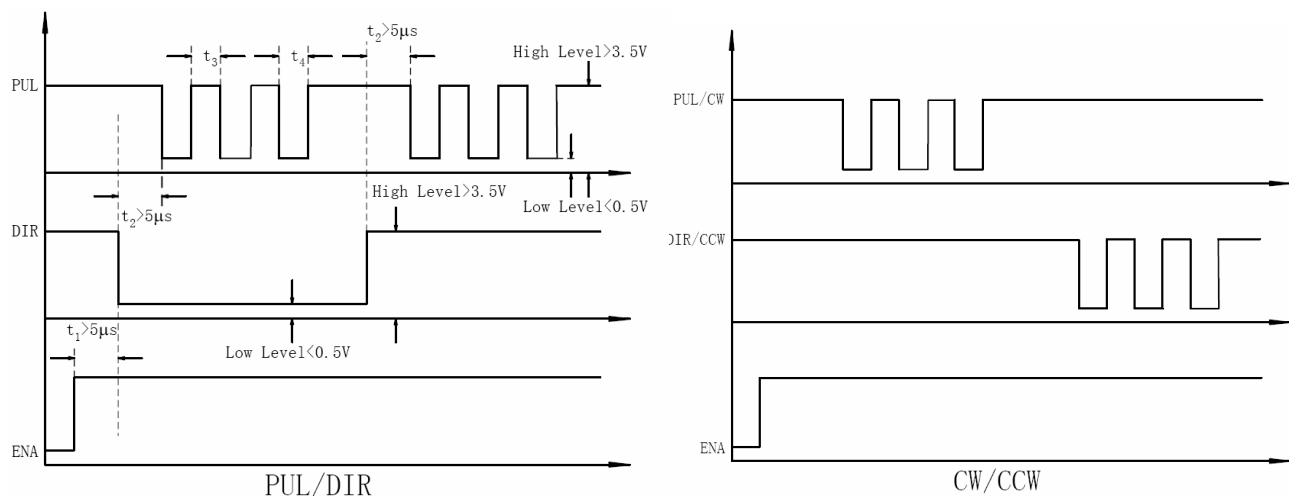 t2>5µs
High Level>3.5V
t3
t4
PUL
High Level>3.5V
Low Level<0.5V
t2>5µs
DIR
t1>5µs
Low Level<0.5V
ENA
PUL/DIR
PUL/CW
DIR/CCW
ENA
CW/CCW